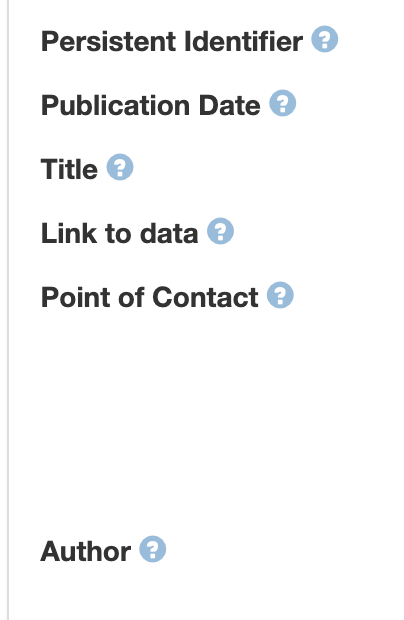 Persistent Identifier ?
Publication Date ?
Title ?
Link to data ?
Point of Contact ?
Author ?